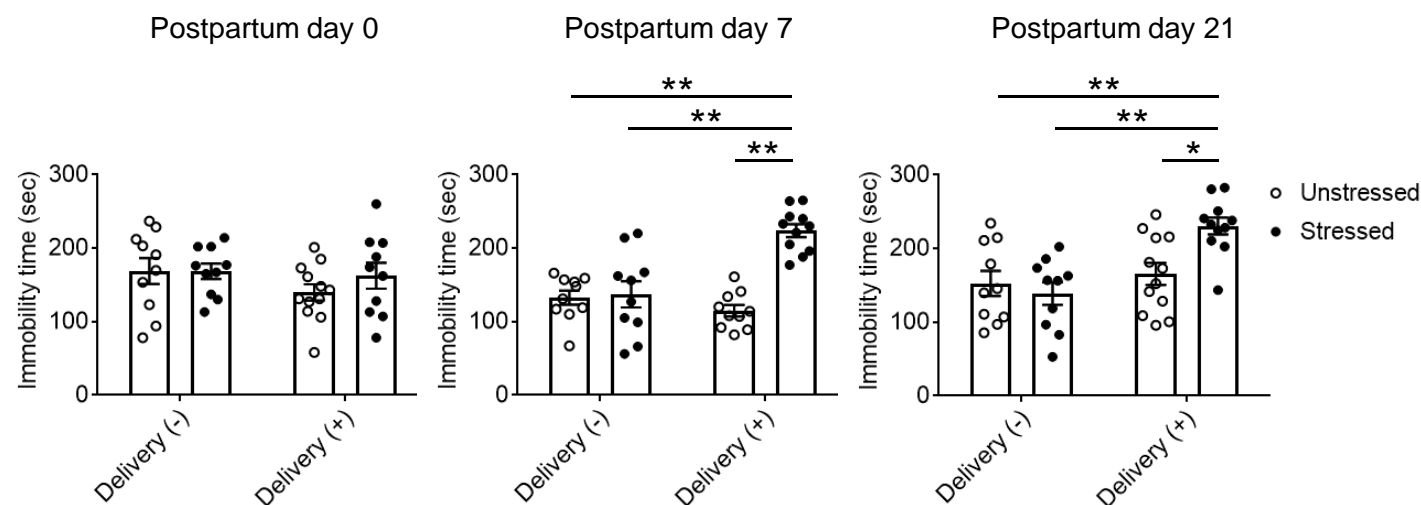 Postpartum day 0
Postpartum day 7
Postpartum day 21
**
**
**
**
**
*
Immobility time (sec)
300
200
100
0
Delivery (-)
Delivery (+)
Immobility time (sec)
300
200
100
0
Delivery (-)
Delivery (+)
Immobility time (sec)
300
200
100
0
Delivery (-)
Delivery (+)
Unstressed
Stressed